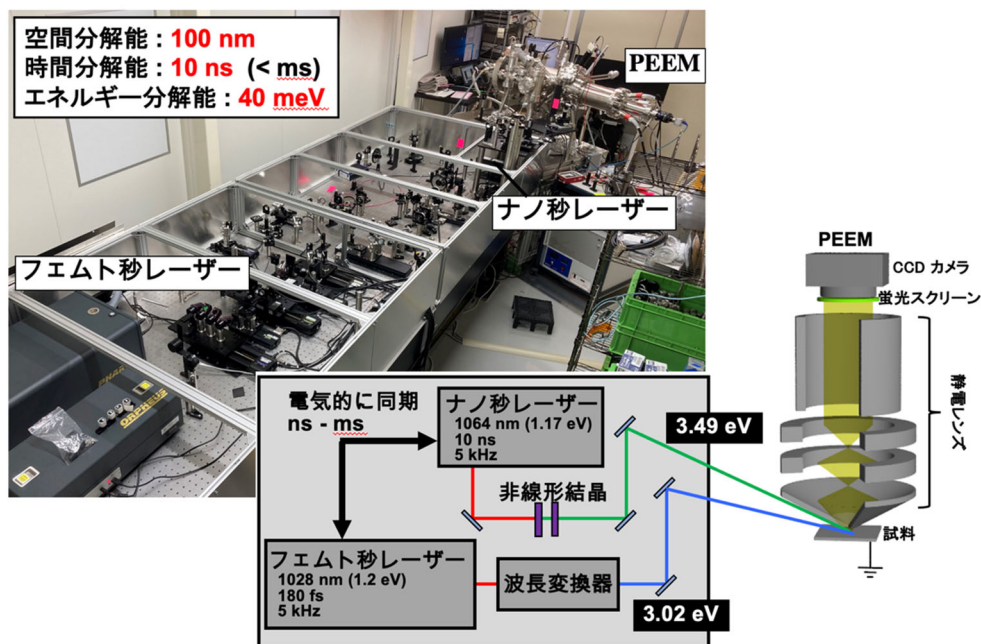 空間分解能 : 100 nm
時間分解能 : 10 ns (< ms)
エネルギー分解能 : 40 meV
PEEM
ナノ秒レーザー
フェムト秒レーザー
ORPHEUS
電気的に同期
ns - ms
ナノ秒レーザー
1064 nm (1.17 eV)
10 ns
5 kHz
非線形結晶
フェムト秒レーザー
1028 nm (1.2 eV)
180 fs
5 kHz
波長変換器
3.49 eV
3.02 eV
PEEM
CCD カメラ
蛍光スクリーン
静電レンズ
試料